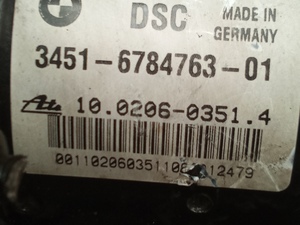 DSC
MADE IN
GERMANY
3451-6784763-01
10.0206-0351.4